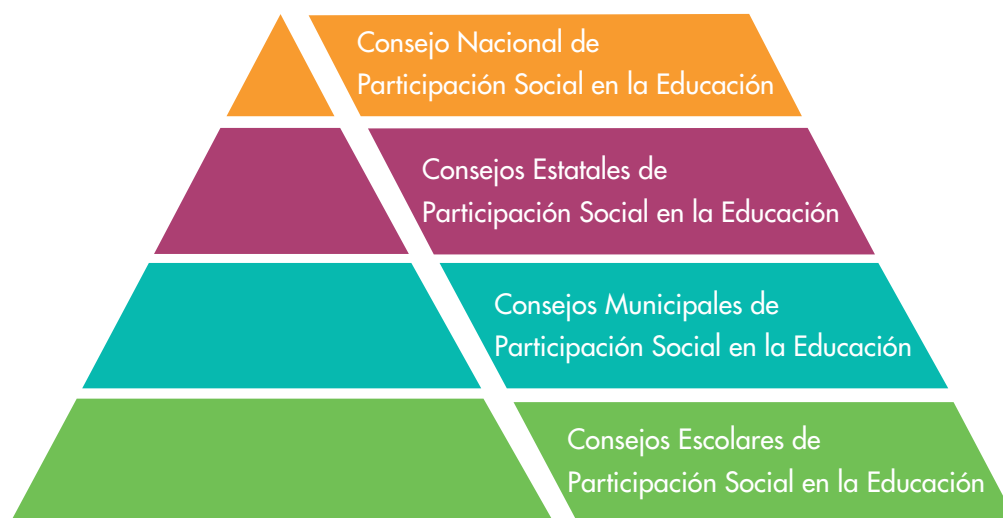 Consejo Nacional de
Participación Social en la Educación
Consejos Estatales de
Participación Social en la Educación
Consejos Municipales de
Participación Social en la Educación
Consejos Escolares de
Participación Social en la Educación